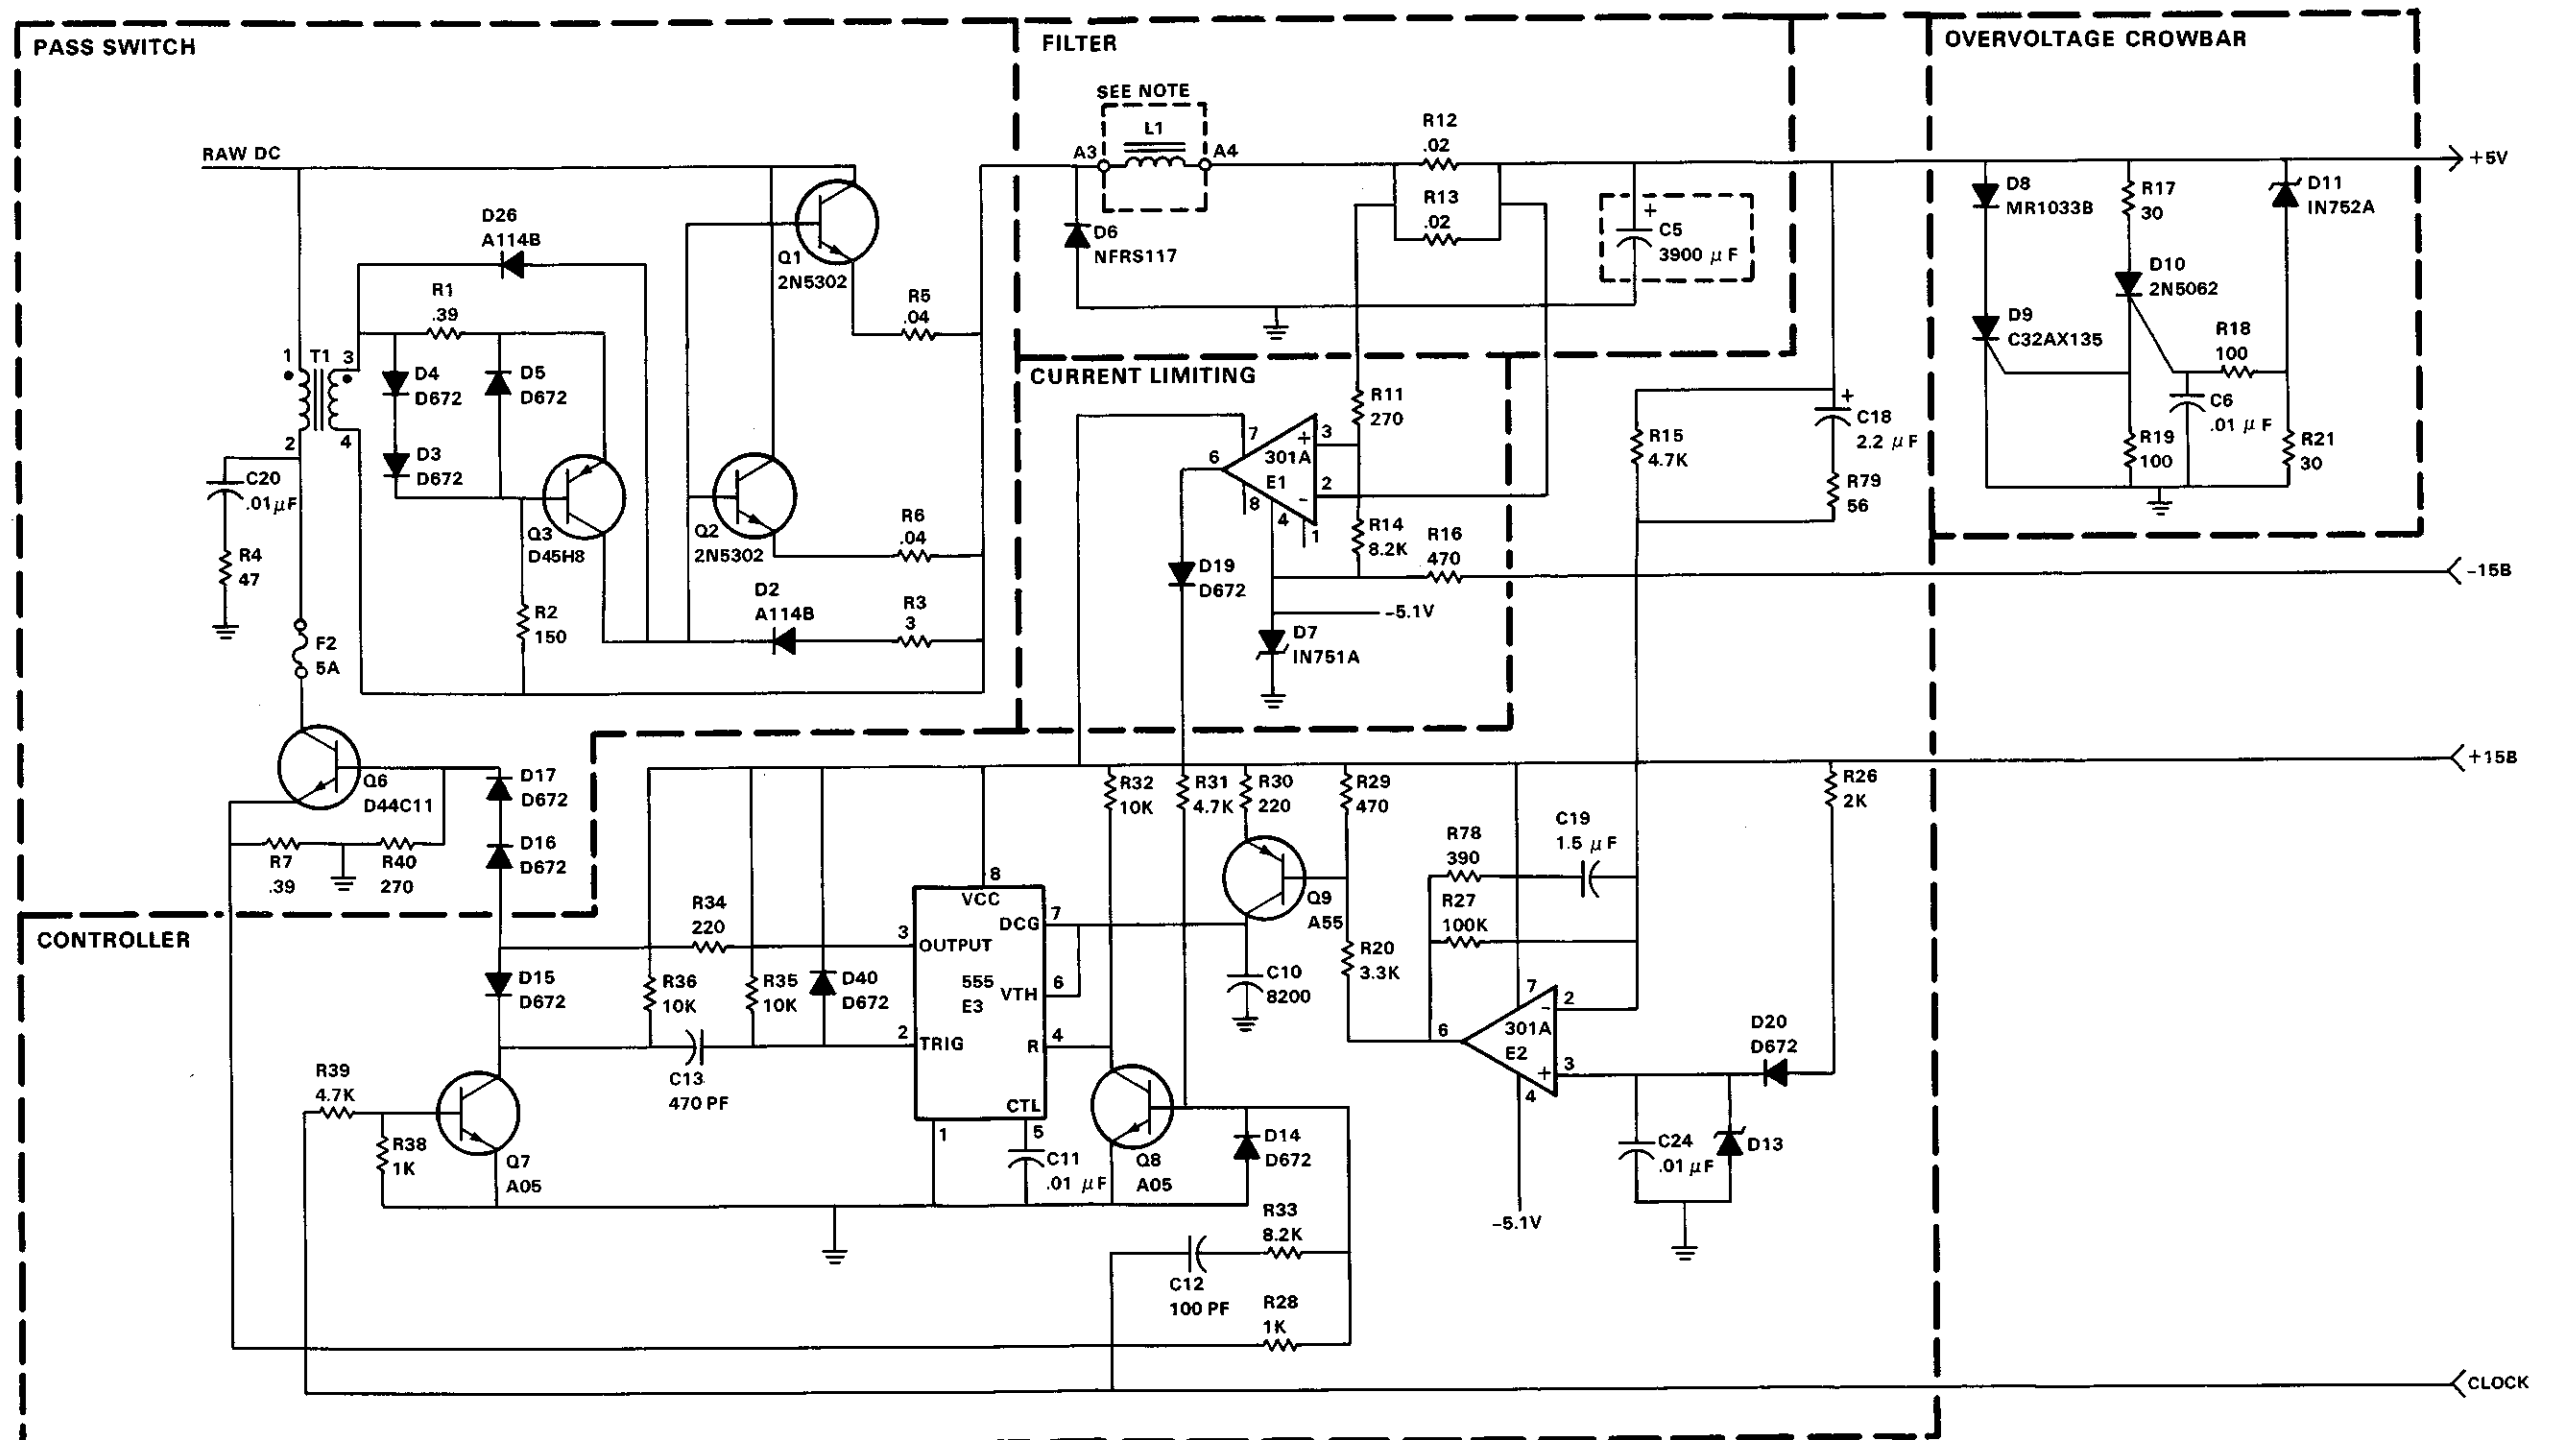 PASS SWITCH
FILTER
OVERVOLTAGE CROWBAR
RAW DC
D26
A114B
R1
.39
1
T1
3
2
4
D4
D672
D5
D672
D3
D672
C20
.01 μF
R4
47
Q3
D45H8
R2
150
F2
5A
Q1
2N5302
R5
.04
Q2
2N5302
R6
.04
D2
A114B
R3
3
Q6
D44C11
D17
D672
D16
D672
R7
.39
R40
270
SEE NOTE
L1
A3
A4
D6
NFRS117
R12
.02
R13
.02
+
C5
3900 μF
D8
MR1033B
R17
30
D11
IN752A
+5V
D10
2N5062
D9
C32AX135
R18
100
C6
.01 μF
R19
100
R21
30
CURRENT LIMITING
R11
270
7
+
3
6
301A
E1
2
-
8
4
1
R14
8.2K
R16
470
D19
D672
-5.1V
D7
IN751A
R15
4.7K
+
C18
2.2 μF
R79
56
-15B
+15B
CONTROLLER
R32
10K
R31
4.7K
R30
220
R29
470
R26
2K
C19
1.5 μF
R78
390
R27
100K
Q9
A55
R20
3.3K
C10
8200
R34
220
8
VCC
DCG
7
3
OUTPUT
555
E3
VTH
6
2
TRIG
R
4
CTL
1
5
D15
D672
R36
10K
R35
10K
D40
D672
C13
470 PF
R39
4.7K
R38
1K
Q7
A05
C11
.01 μF
Q8
A05
D14
D672
7
2
-
6
301A
E2
+
3
4
-5.1V
D20
D672
C24
.01 μF
D13
R33
8.2K
C12
100 PF
R28
1K
CLOCK